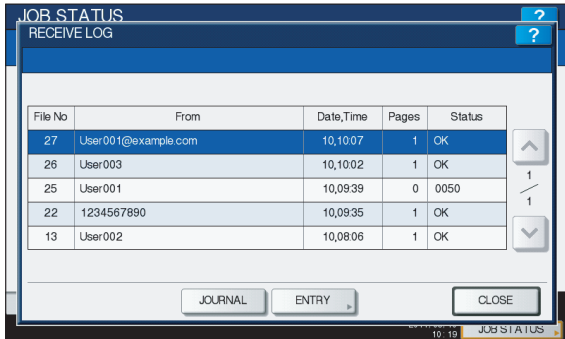 JOB STATUS ?
RECEIVE LOG ?
File No From Date,Time Pages Status
27 User001@example.com 10,10:07 1 OK
26 User003 10,10:02 1 OK
25 User001 10,09:39 0 0050
22 1234567890 10,09:35 1 OK
13 User002 10,08:06 1 OK
1
/
1
JOURNAL ENTRY CLOSE
10:19 JOB STATUS